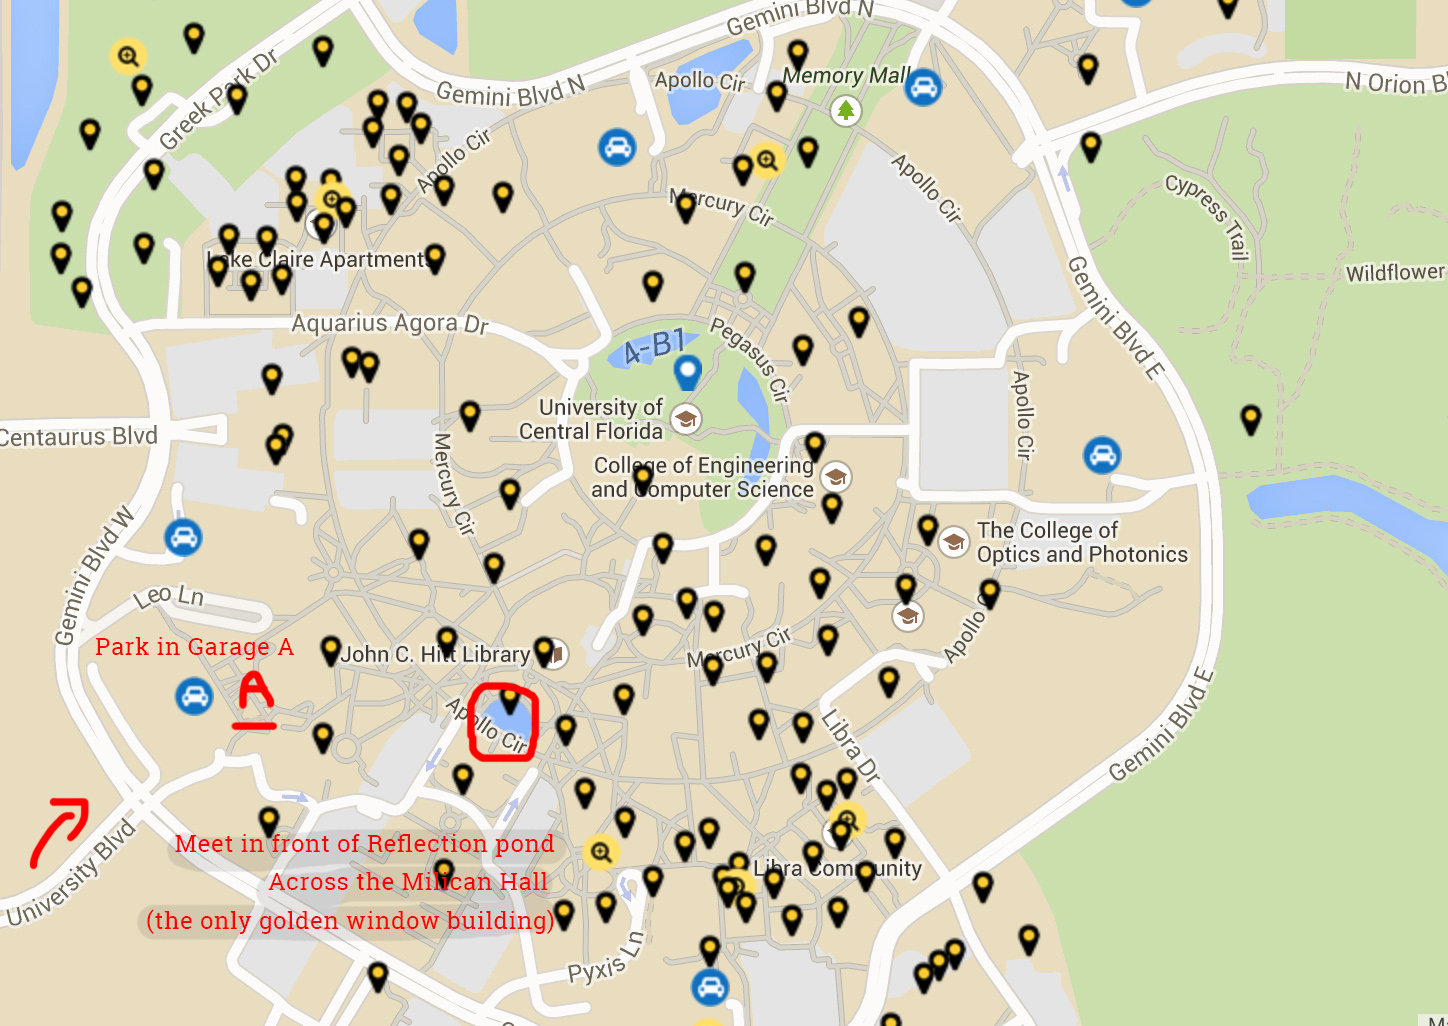 Gemini Blvd N
Greek Park Dr
Gemini Blvd N
Apollo Cir
Memory Mall
N Orion B
Apollo Cir
Apollo Cir
Cypress Trail
Mercury Cir
Lake Claire Apartments
Wildflower
Aquarius Agora Dr
4-B1
Pegasus Cir
Gemini Blvd E
University of
Central Florida
Apollo Cir
Centaurus Blvd
Mercury Cir
College of Engineering
and Computer Science
The College of
Optics and Photonics
Gemini Blvd W
Leo Ln
Park in Garage A
A
John C. Hitt Library
Mercury Cir
Apollo C
Apollo Cir
Libra Dr
Gemini Blvd E
University Blvd
Meet in front of Reflection pond
Across the Milican Hall
(the only golden window building)
Libra Community
Pyxis Ln